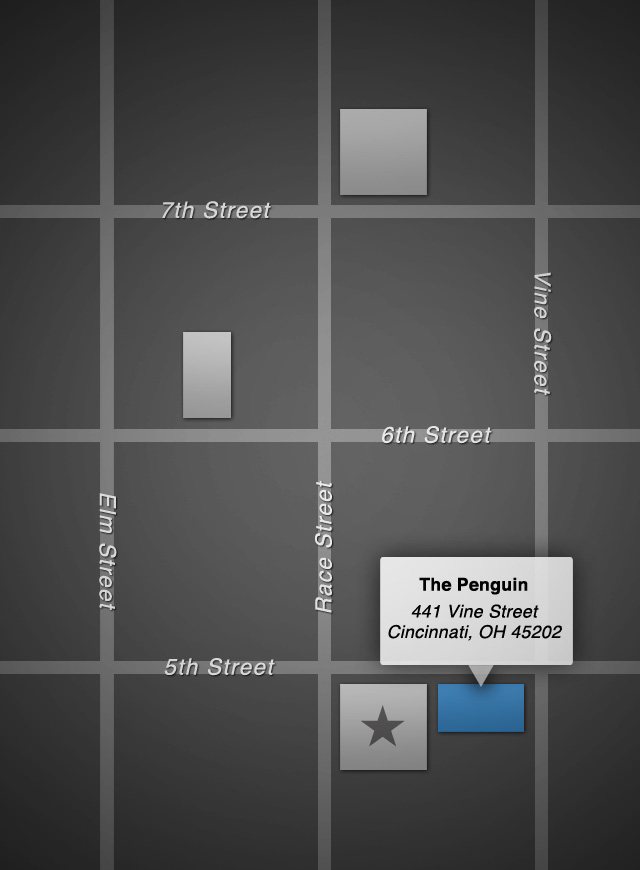 7th Street
Vine Street
6th Street
Elm Street
Race Street
The Penguin
441 Vine Street
Cincinnati, OH 45202
5th Street